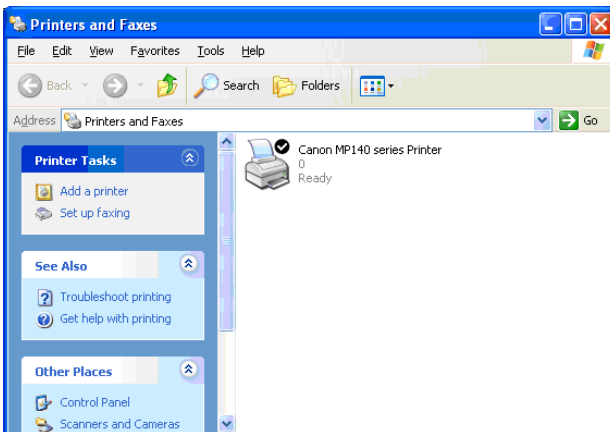 Printers and Faxes
File Edit View Favorites Tools Help
Back Search Folders
Address Printers and Faxes Go
Printer Tasks
Add a printer
Set up faxing
See Also
Troubleshoot printing
Get help with printing
Other Places
Control Panel
Scanners and Cameras
Canon MP140 series Printer
0
Ready